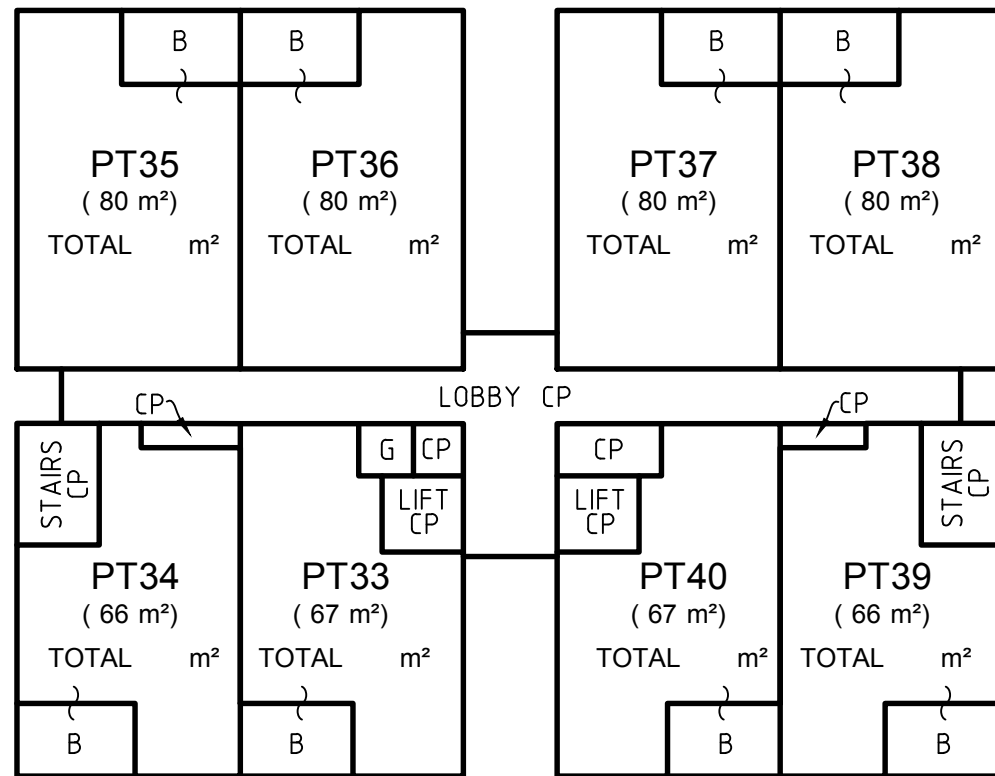 B
B
B
B
PT35
( 80 m²)
TOTAL m²
PT36
( 80 m²)
TOTAL m²
PT37
( 80 m²)
TOTAL m²
PT38
( 80 m²)
TOTAL m²
LOBBY CP
CP
CP
STAIRS
CP
G
CP
LIFT
CP
CP
LIFT
CP
STAIRS
CP
PT34
( 66 m²)
TOTAL m²
PT33
( 67 m²)
TOTAL m²
PT40
( 67 m²)
TOTAL m²
PT39
( 66 m²)
TOTAL m²
B
B
B
B